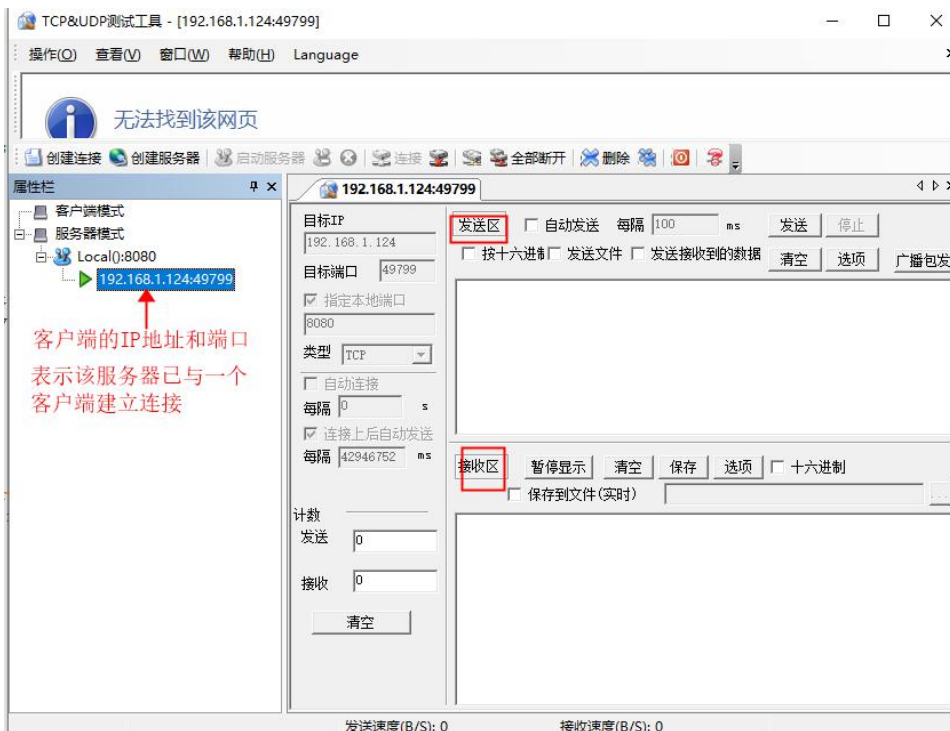 TCP&UDP测试工具 - [192.168.1.124:49799]
操作(O) 查看(V) 窗口(W) 帮助(H) Language
无法找到该网页
创建连接 创建服务器 启动服务器 连接 全部断开 删除
属性栏
192.168.1.124:49799
客户端模式
服务器模式
Local():8080
192.168.1.124:49799
客户端的IP地址和端口
表示该服务器已与一个
客户端建立连接
目标IP
192.168.1.124
目标端口 49799
指定本地端口
8080
类型 TCP
自动连接
每隔 0 s
连接上后自动发送
每隔 42946752 ms
计数
发送 0
接收 0
清空
发送区 自动发送 每隔 100 ms 发送 停止
按十六进制 发送文件 发送接收到的数据 清空 选项 广播包发
接收区 暂停显示 清空 保存 选项 十六进制
保存到文件(实时) ...
发送速度(B/S): 0 接收速度(B/S): 0